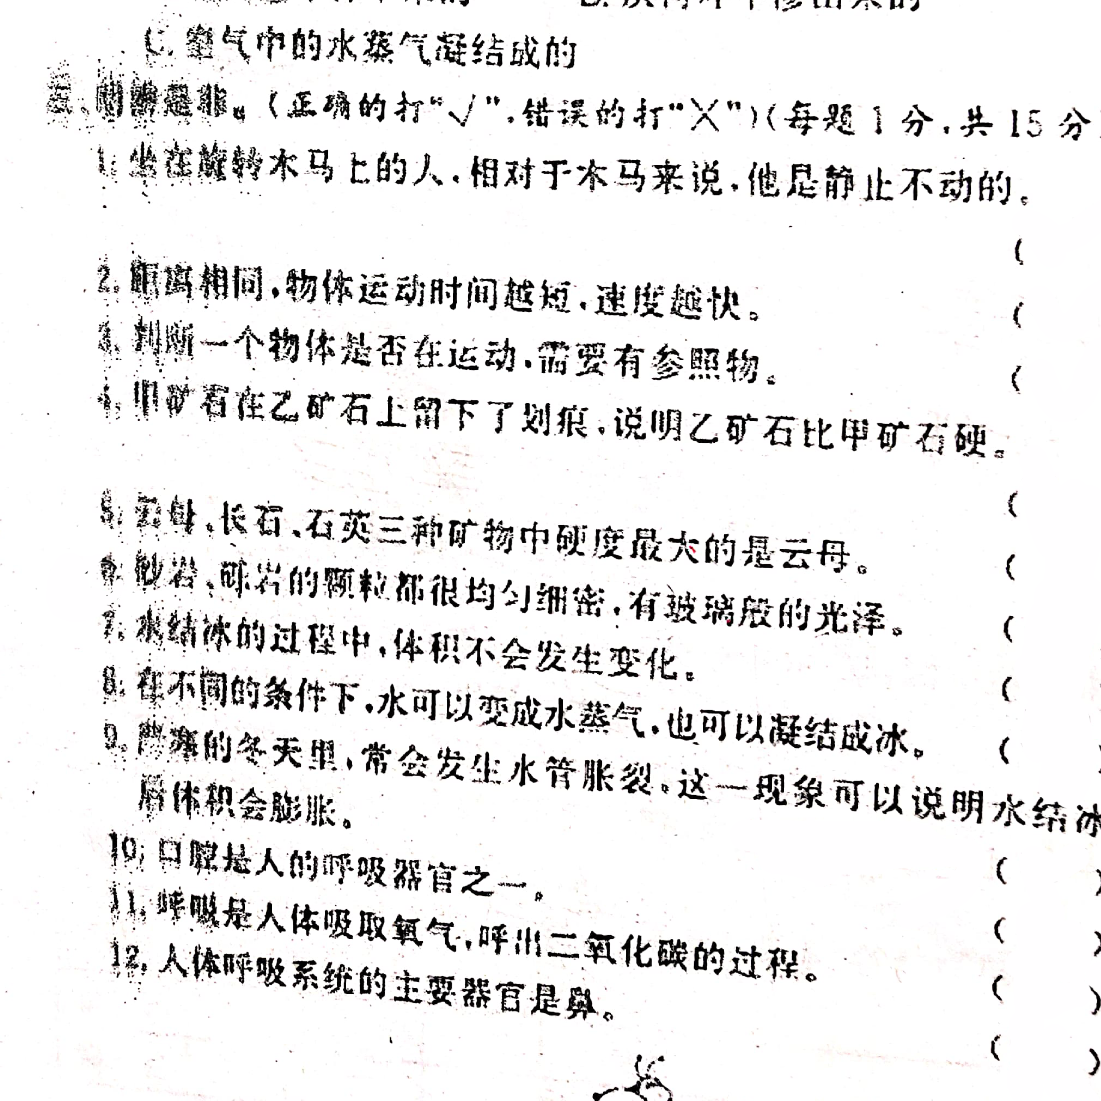 C. 空气中的水蒸气凝结成的
判断是非。(正确的打“√”,错误的打“X”)(每题1分,共15分
1. 坐在旋转木马上的人,相对于木马来说,他是静止不动的。
(
2. 距离相同,物体运动时间越短,速度越快。 (
3. 判断一个物体是否在运动,需要有参照物。 (
4. 甲矿石在乙矿石上留下了划痕,说明乙矿石比甲矿石硬。
(
5. 云母、长石、石英三种矿物中硬度最大的是云母。 (
6. 砂岩、砾岩的颗粒都很均匀细密,有玻璃般的光泽。 (
7. 水结冰的过程中,体积不会发生变化。 (
8. 在不同的条件下,水可以变成水蒸气,也可以凝结成冰。 (
9. 严寒的冬天里,常会发生水管胀裂。这一现象可以说明水结冰
后体积会膨胀。 ( )
10. 口腔是人的呼吸器官之一。 ( )
11. 呼吸是人体吸取氧气,呼出二氧化碳的过程。 ( )
12. 人体呼吸系统的主要器官是鼻。 ( )